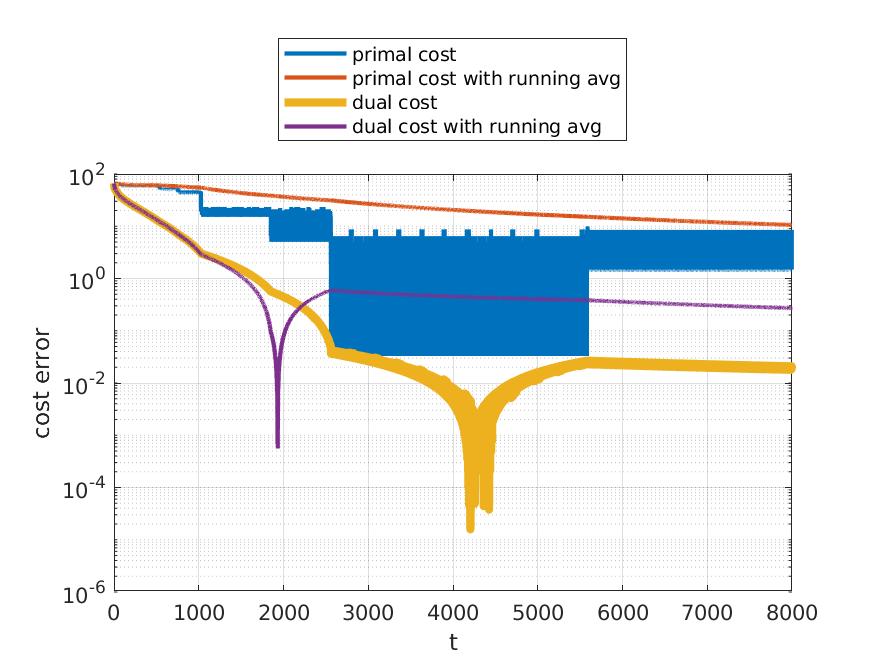 primal cost
primal cost with running avg
dual cost
dual cost with running avg
10^2
10^0
10^-2
10^-4
10^-6
cost error
0 1000 2000 3000 4000 5000 6000 7000 8000
t